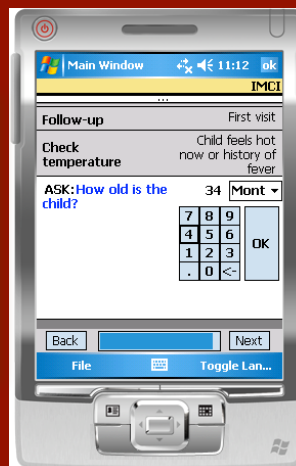 Main Window 11:12 ok
IMCI
...
Follow-up First visit
Check temperature Child feels hot now or history of fever
ASK:How old is the child? 34 Mont
7 8 9
4 5 6 OK
1 2 3
. 0 <-
Back Next
File Toggle Lan...